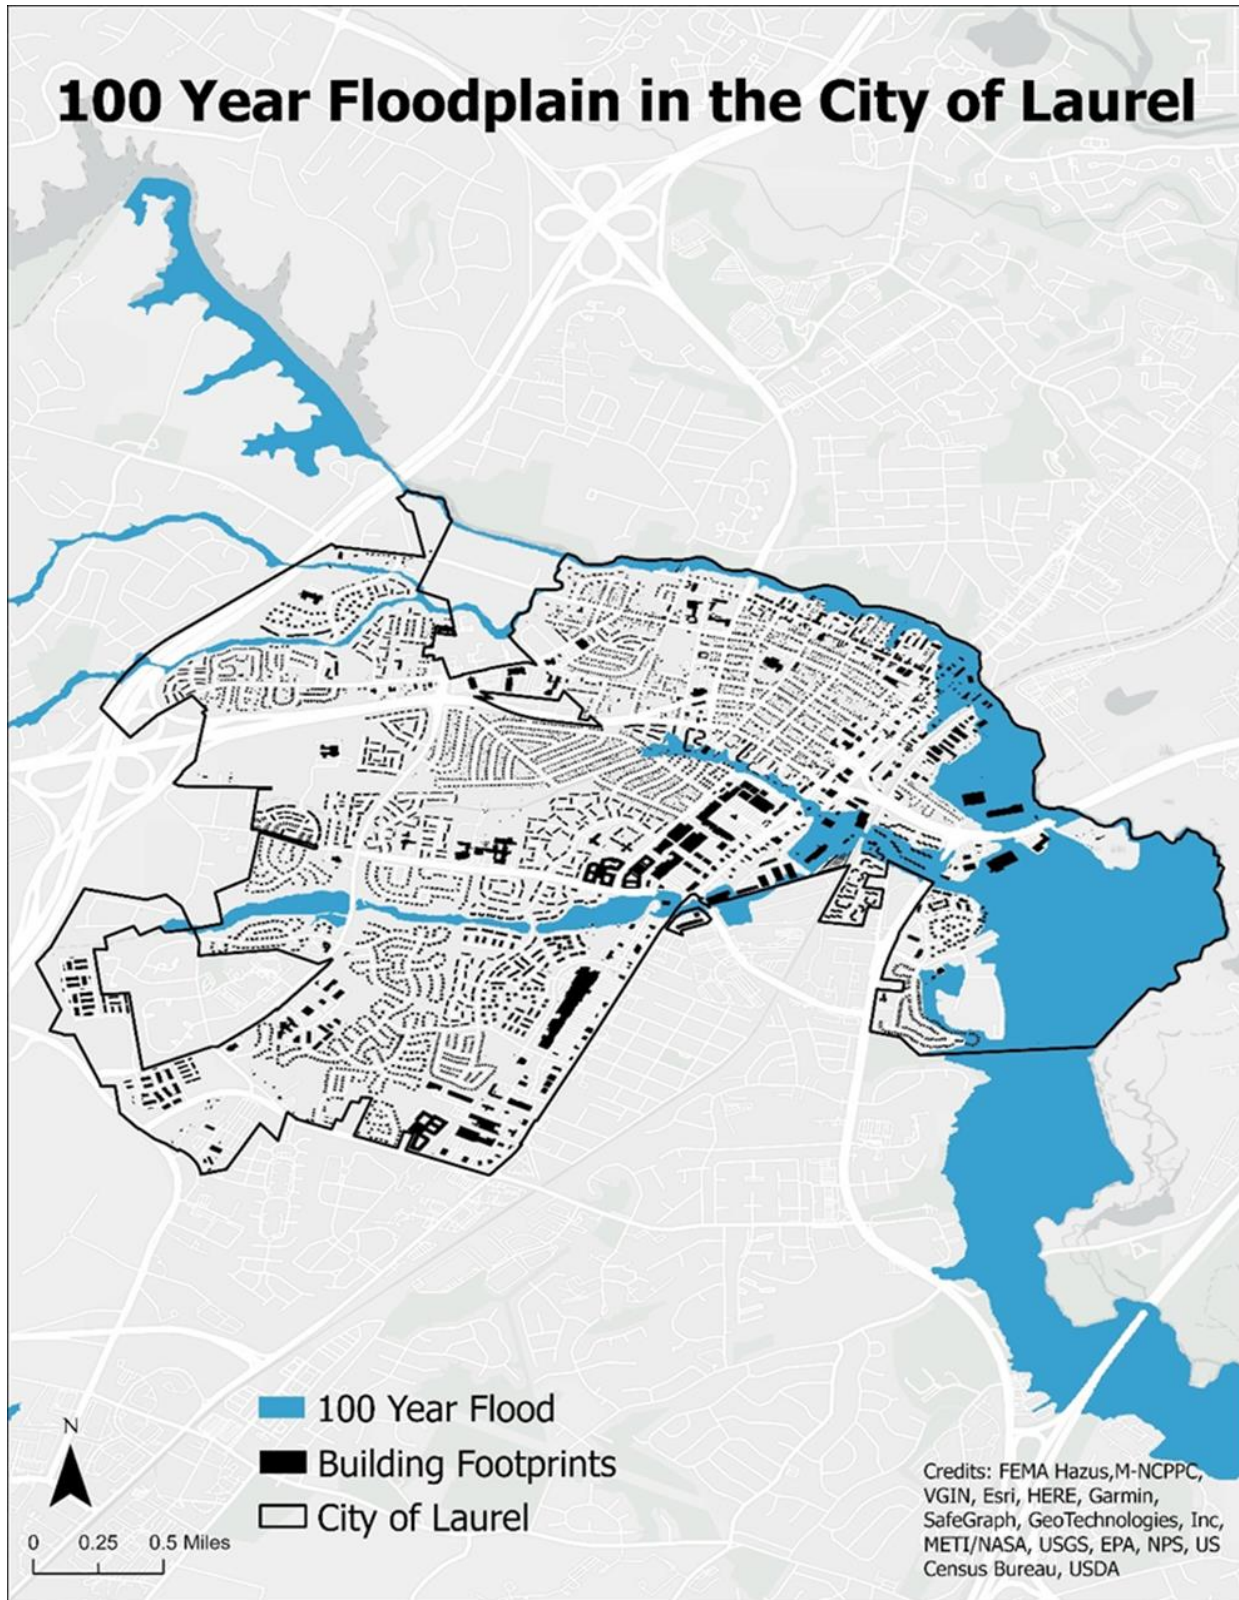 100 Year Floodplain in the City of Laurel
100 Year Flood
Building Footprints
City of Laurel
N
0 0.25 0.5 Miles
Credits: FEMA Hazus,M-NCPPC,
VGIN, Esri, HERE, Garmin,
SafeGraph, GeoTechnologies, Inc,
METI/NASA, USGS, EPA, NPS, US
Census Bureau, USDA